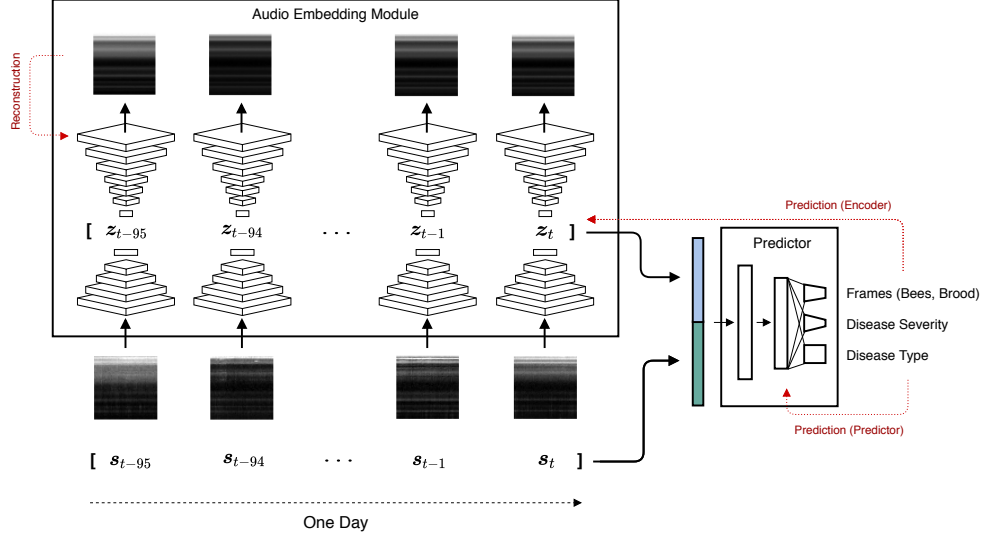 Audio Embedding Module
Reconstruction
[ z_{t−95} z_{t−94} . . . z_{t−1} z_t ]
Prediction (Encoder)
Predictor
Frames (Bees, Brood)
Disease Severity
Disease Type
Prediction (Predictor)
[ s_{t−95} s_{t−94} . . . s_{t−1} s_t ]
One Day